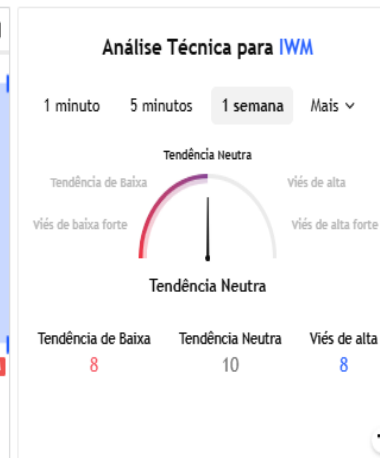 Análise Técnica para IWM
1 minuto 5 minutos 1 semana Mais
Tendência Neutra
Tendência de Baixa Viés de alta
Viés de baixa forte Viés de alta forte
Tendência Neutra
Tendência de Baixa Tendência Neutra Viés de alta
8 10 8